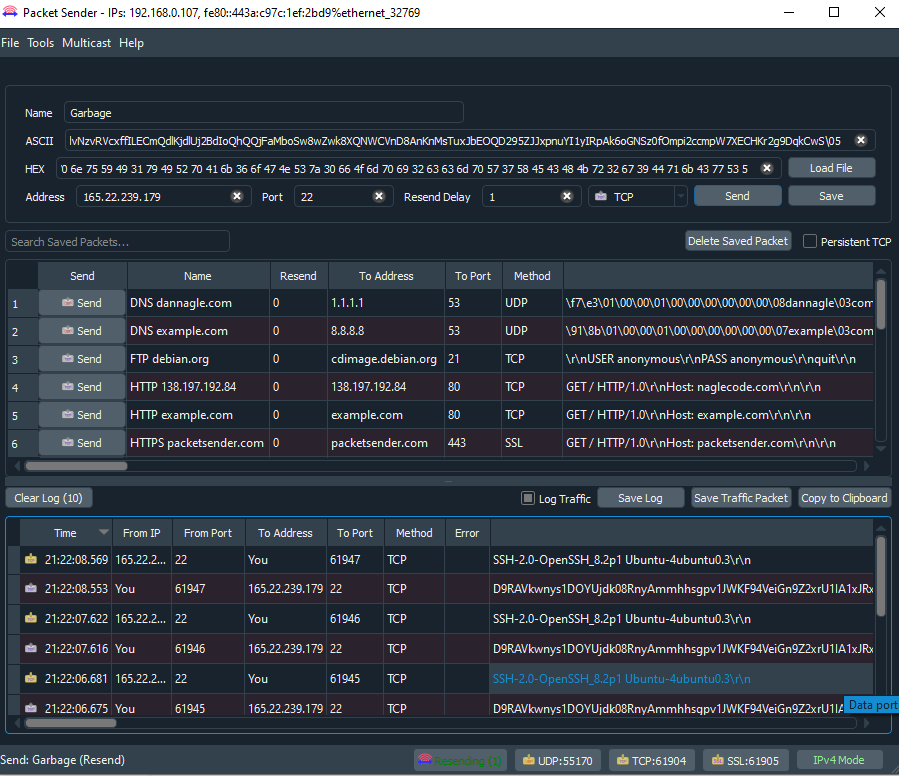 Packet Sender - IPs: 192.168.0.107, fe80::443a:c97c:1ef:2bd9%ethernet_32769
File Tools Multicast Help
Name Garbage
ASCII lvNzvRVcxffILECmQdlKjdlUj2BdIoQhQQjFaMboSw8wZwk8XQNWCVnD8AnKnMsTuxJbEOQD295ZJJxpnuYI1yIRpAk6oGNSz0fOmpi2ccmpW7XECHKr2g9DqkCwS\05
HEX 0 6e 75 59 49 31 79 49 52 70 41 6b 36 6f 47 4e 53 7a 30 66 4f 6d 70 69 32 63 63 6d 70 57 37 58 45 43 48 4b 72 32 67 39 44 71 6b 43 77 53 5 Load File
Address 165.22.239.179 Port 22 Resend Delay 1 TCP Send Save
Search Saved Packets... Delete Saved Packet Persistent TCP
Send Name Resend To Address To Port Method
1 Send DNS dannagle.com 0 1.1.1.1 53 UDP \f7\e3\01\00\00\01\00\00\00\00\00\00\08dannagle\03com
2 Send DNS example.com 0 8.8.8.8 53 UDP \91\8b\01\00\00\01\00\00\00\00\00\00\07example\03com
3 Send FTP debian.org 0 cdimage.debian.org 21 TCP \r\nUSER anonymous\r\nPASS anonymous\r\nquit\r\n
4 Send HTTP 138.197.192.84 0 138.197.192.84 80 TCP GET / HTTP/1.0\r\nHost: naglecode.com\r\n\r\n
5 Send HTTP example.com 0 example.com 80 TCP GET / HTTP/1.0\r\nHost: example.com\r\n\r\n
6 Send HTTPS packetsender.com 0 packetsender.com 443 SSL GET / HTTP/1.0\r\nHost: packetsender.com\r\n\r\n
Clear Log (10) Log Traffic Save Log Save Traffic Packet Copy to Clipboard
Time From IP From Port To Address To Port Method Error
21:22:08.569 165.22.2... 22 You 61947 TCP SSH-2.0-OpenSSH_8.2p1 Ubuntu-4ubuntu0.3\r\n
21:22:08.553 You 61947 165.22.239.179 22 TCP D9RAVkwnys1DOYUjdk08RnyAmmhhsgpv1JWKF94VeiGn9Z2xrU1lA1xJRx
21:22:07.622 165.22.2... 22 You 61946 TCP SSH-2.0-OpenSSH_8.2p1 Ubuntu-4ubuntu0.3\r\n
21:22:07.616 You 61946 165.22.239.179 22 TCP D9RAVkwnys1DOYUjdk08RnyAmmhhsgpv1JWKF94VeiGn9Z2xrU1lA1xJRx
21:22:06.681 165.22.2... 22 You 61945 TCP SSH-2.0-OpenSSH_8.2p1 Ubuntu-4ubuntu0.3\r\n
21:22:06.675 You 61945 165.22.239.179 22 TCP D9RAVkwnys1DOYUjdk08RnyAmmhhsgpv1JWKF94VeiGn9Z2xrU1lA Data port
Send: Garbage (Resend) Resending (1) UDP:55170 TCP:61904 SSL:61905 IPv4 Mode